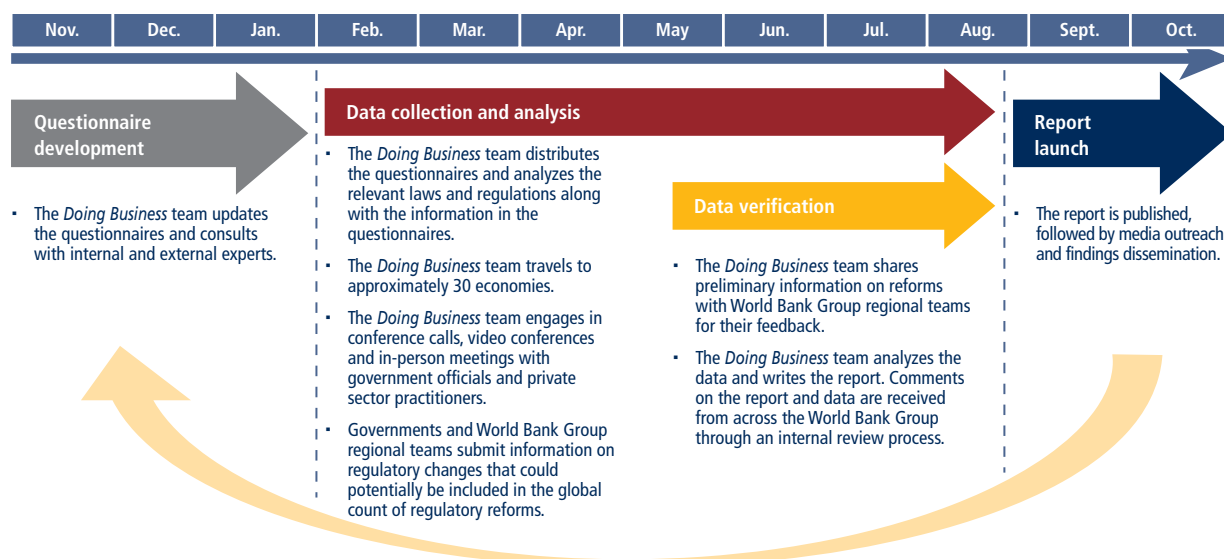 Nov. Dec. Jan. Feb. Mar. Apr. May Jun. Jul. Aug. Sept. Oct.
Questionnaire
development
▪ The Doing Business team updates
the questionnaires and consults
with internal and external experts.
Data collection and analysis
▪ The Doing Business team distributes
the questionnaires and analyzes the
relevant laws and regulations along
with the information in the
questionnaires.
▪ The Doing Business team travels to
approximately 30 economies.
▪ The Doing Business team engages in
conference calls, video conferences
and in-person meetings with
government officials and private
sector practitioners.
▪ Governments and World Bank Group
regional teams submit information on
regulatory changes that could
potentially be included in the global
count of regulatory reforms.
Data verification
▪ The Doing Business team shares
preliminary information on reforms
with World Bank Group regional teams
for their feedback.
▪ The Doing Business team analyzes the
data and writes the report. Comments
on the report and data are received
from across the World Bank Group
through an internal review process.
Report
launch
▪ The report is published,
followed by media outreach
and findings dissemination.